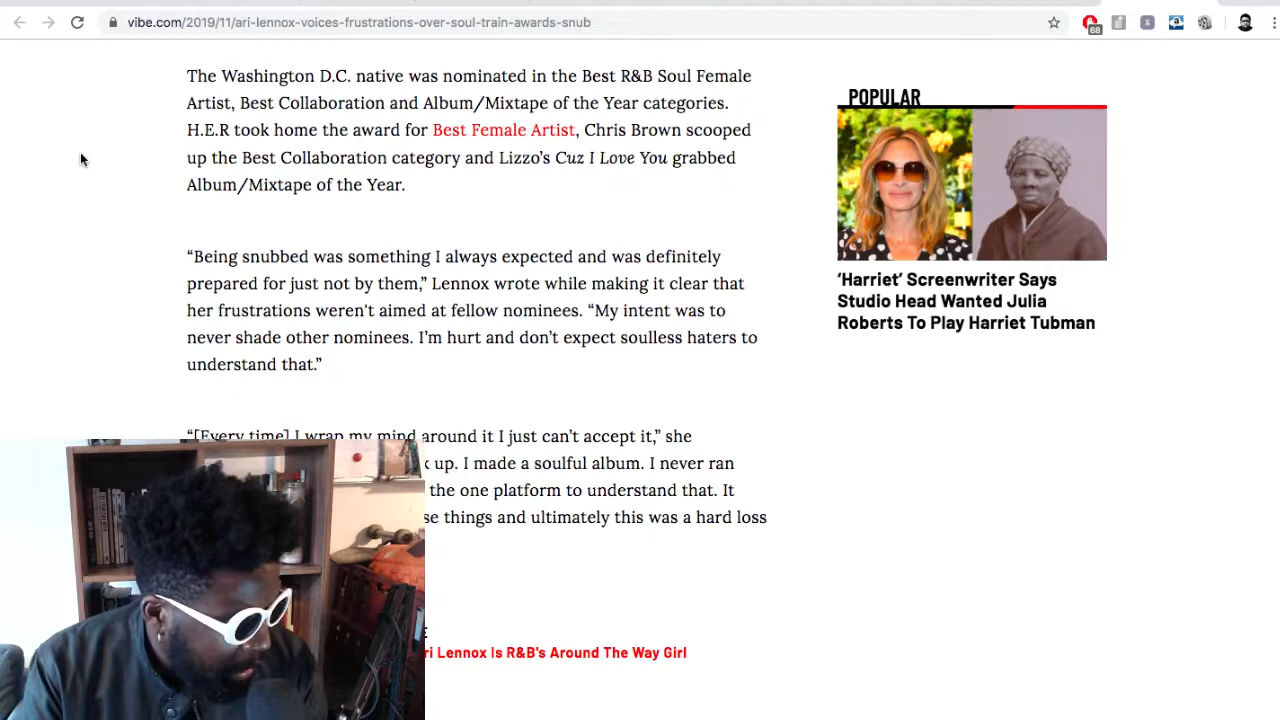 vibe.com/2019/11/ari-lennox-voices-frustrations-over-soul-train-awards-snub
68
The Washington D.C. native was nominated in the Best R&B Soul Female
Artist, Best Collaboration and Album/Mixtape of the Year categories.
H.E.R took home the award for Best Female Artist, Chris Brown scooped
up the Best Collaboration category and Lizzo’s Cuz I Love You grabbed
Album/Mixtape of the Year.
“Being snubbed was something I always expected and was definitely
prepared for just not by them,” Lennox wrote while making it clear that
her frustrations weren't aimed at fellow nominees. “My intent was to
never shade other nominees. I’m hurt and don’t expect soulless haters to
understand that.”
“[Every time] I wrap my mind around it I just can’t accept it,” she
up. I made a soulful album. I never ran
the one platform to understand that. It
things and ultimately this was a hard loss
Lennox Is R&B's Around The Way Girl
POPULAR
‘Harriet’ Screenwriter Says
Studio Head Wanted Julia
Roberts To Play Harriet Tubman